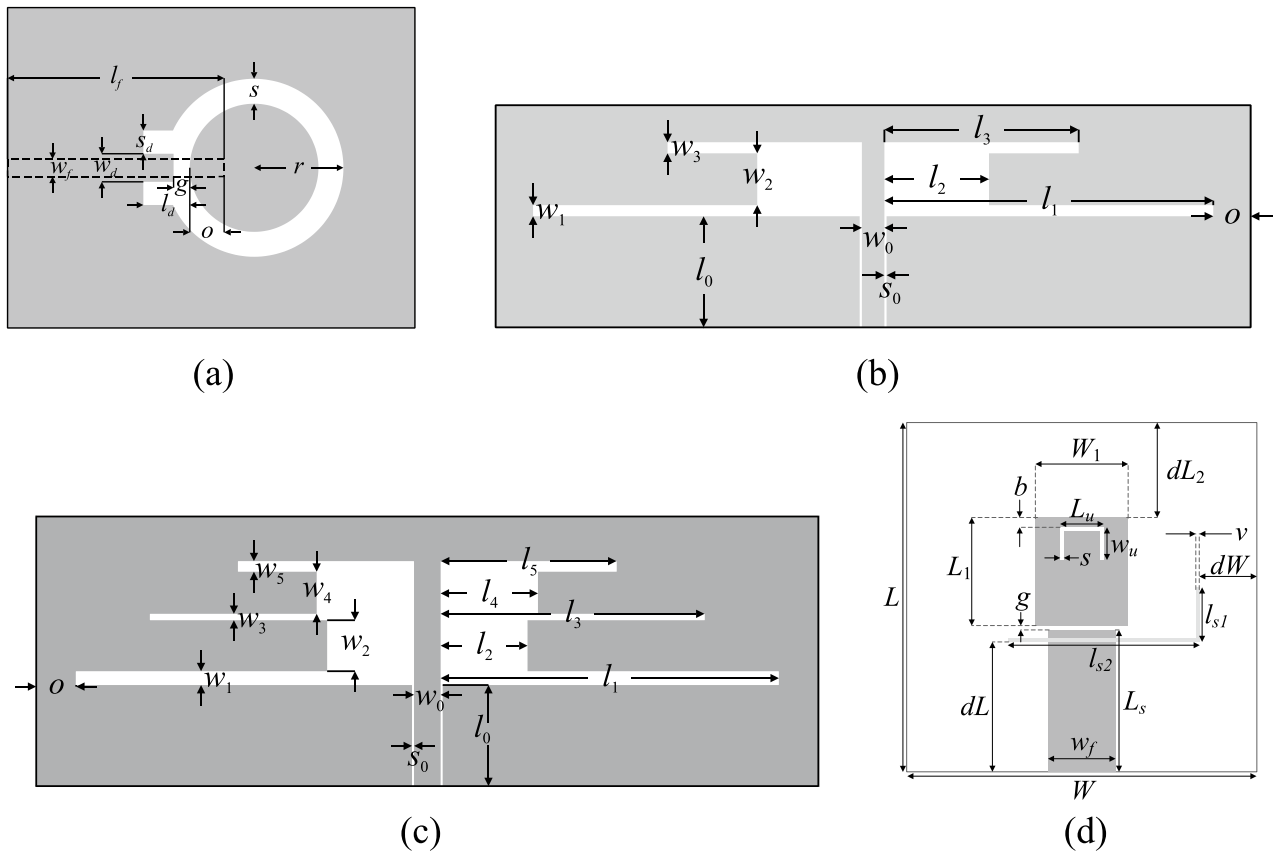 l_f
s
s_d
w_f
w_d
g
r
l_d
o
(a)
l_3
w_3
w_2
l_2
w_1
l_1
o
w_0
l_0
s_0
(b)
w_5
l_5
w_4
l_4
w_3
l_3
w_2
l_2
w_1
l_1
o
w_0
l_0
s_0
(c)
W_1
dL_2
b
L_u
v
w_u
s
L_1
dW
L
g
l_s1
l_s2
dL
L_s
w_f
W
(d)